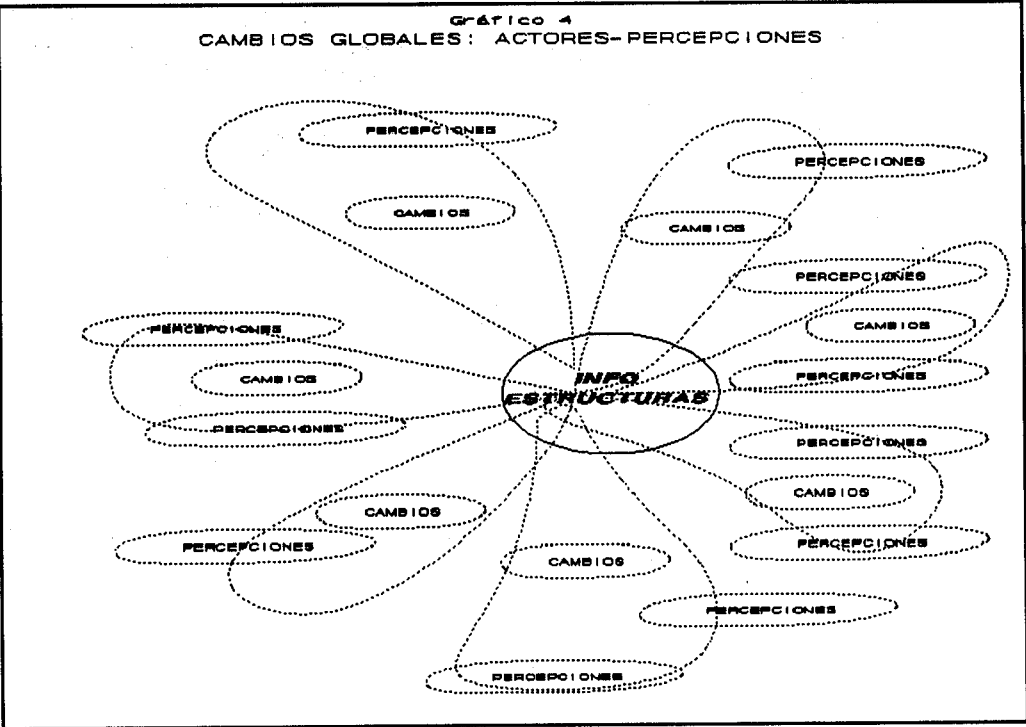 Gráfico 4
CAMBIOS GLOBALES: ACTORES-PERCEPCIONES
PERCEPCIONES
PERCEPCIONES
CAMBIOS
CAMBIOS
PERCEPCIONES
CAMBIOS
PERCEPCIONES
CAMBIOS
PERCEPCIONES
INFO
ESTRUCTURAS
PERCEPCIONES
PERCEPCIONES
CAMBIOS
CAMBIOS
PERCEPCIONES
PERCEPCIONES
CAMBIOS
PERCEPCIONES
PERCEPCIONES